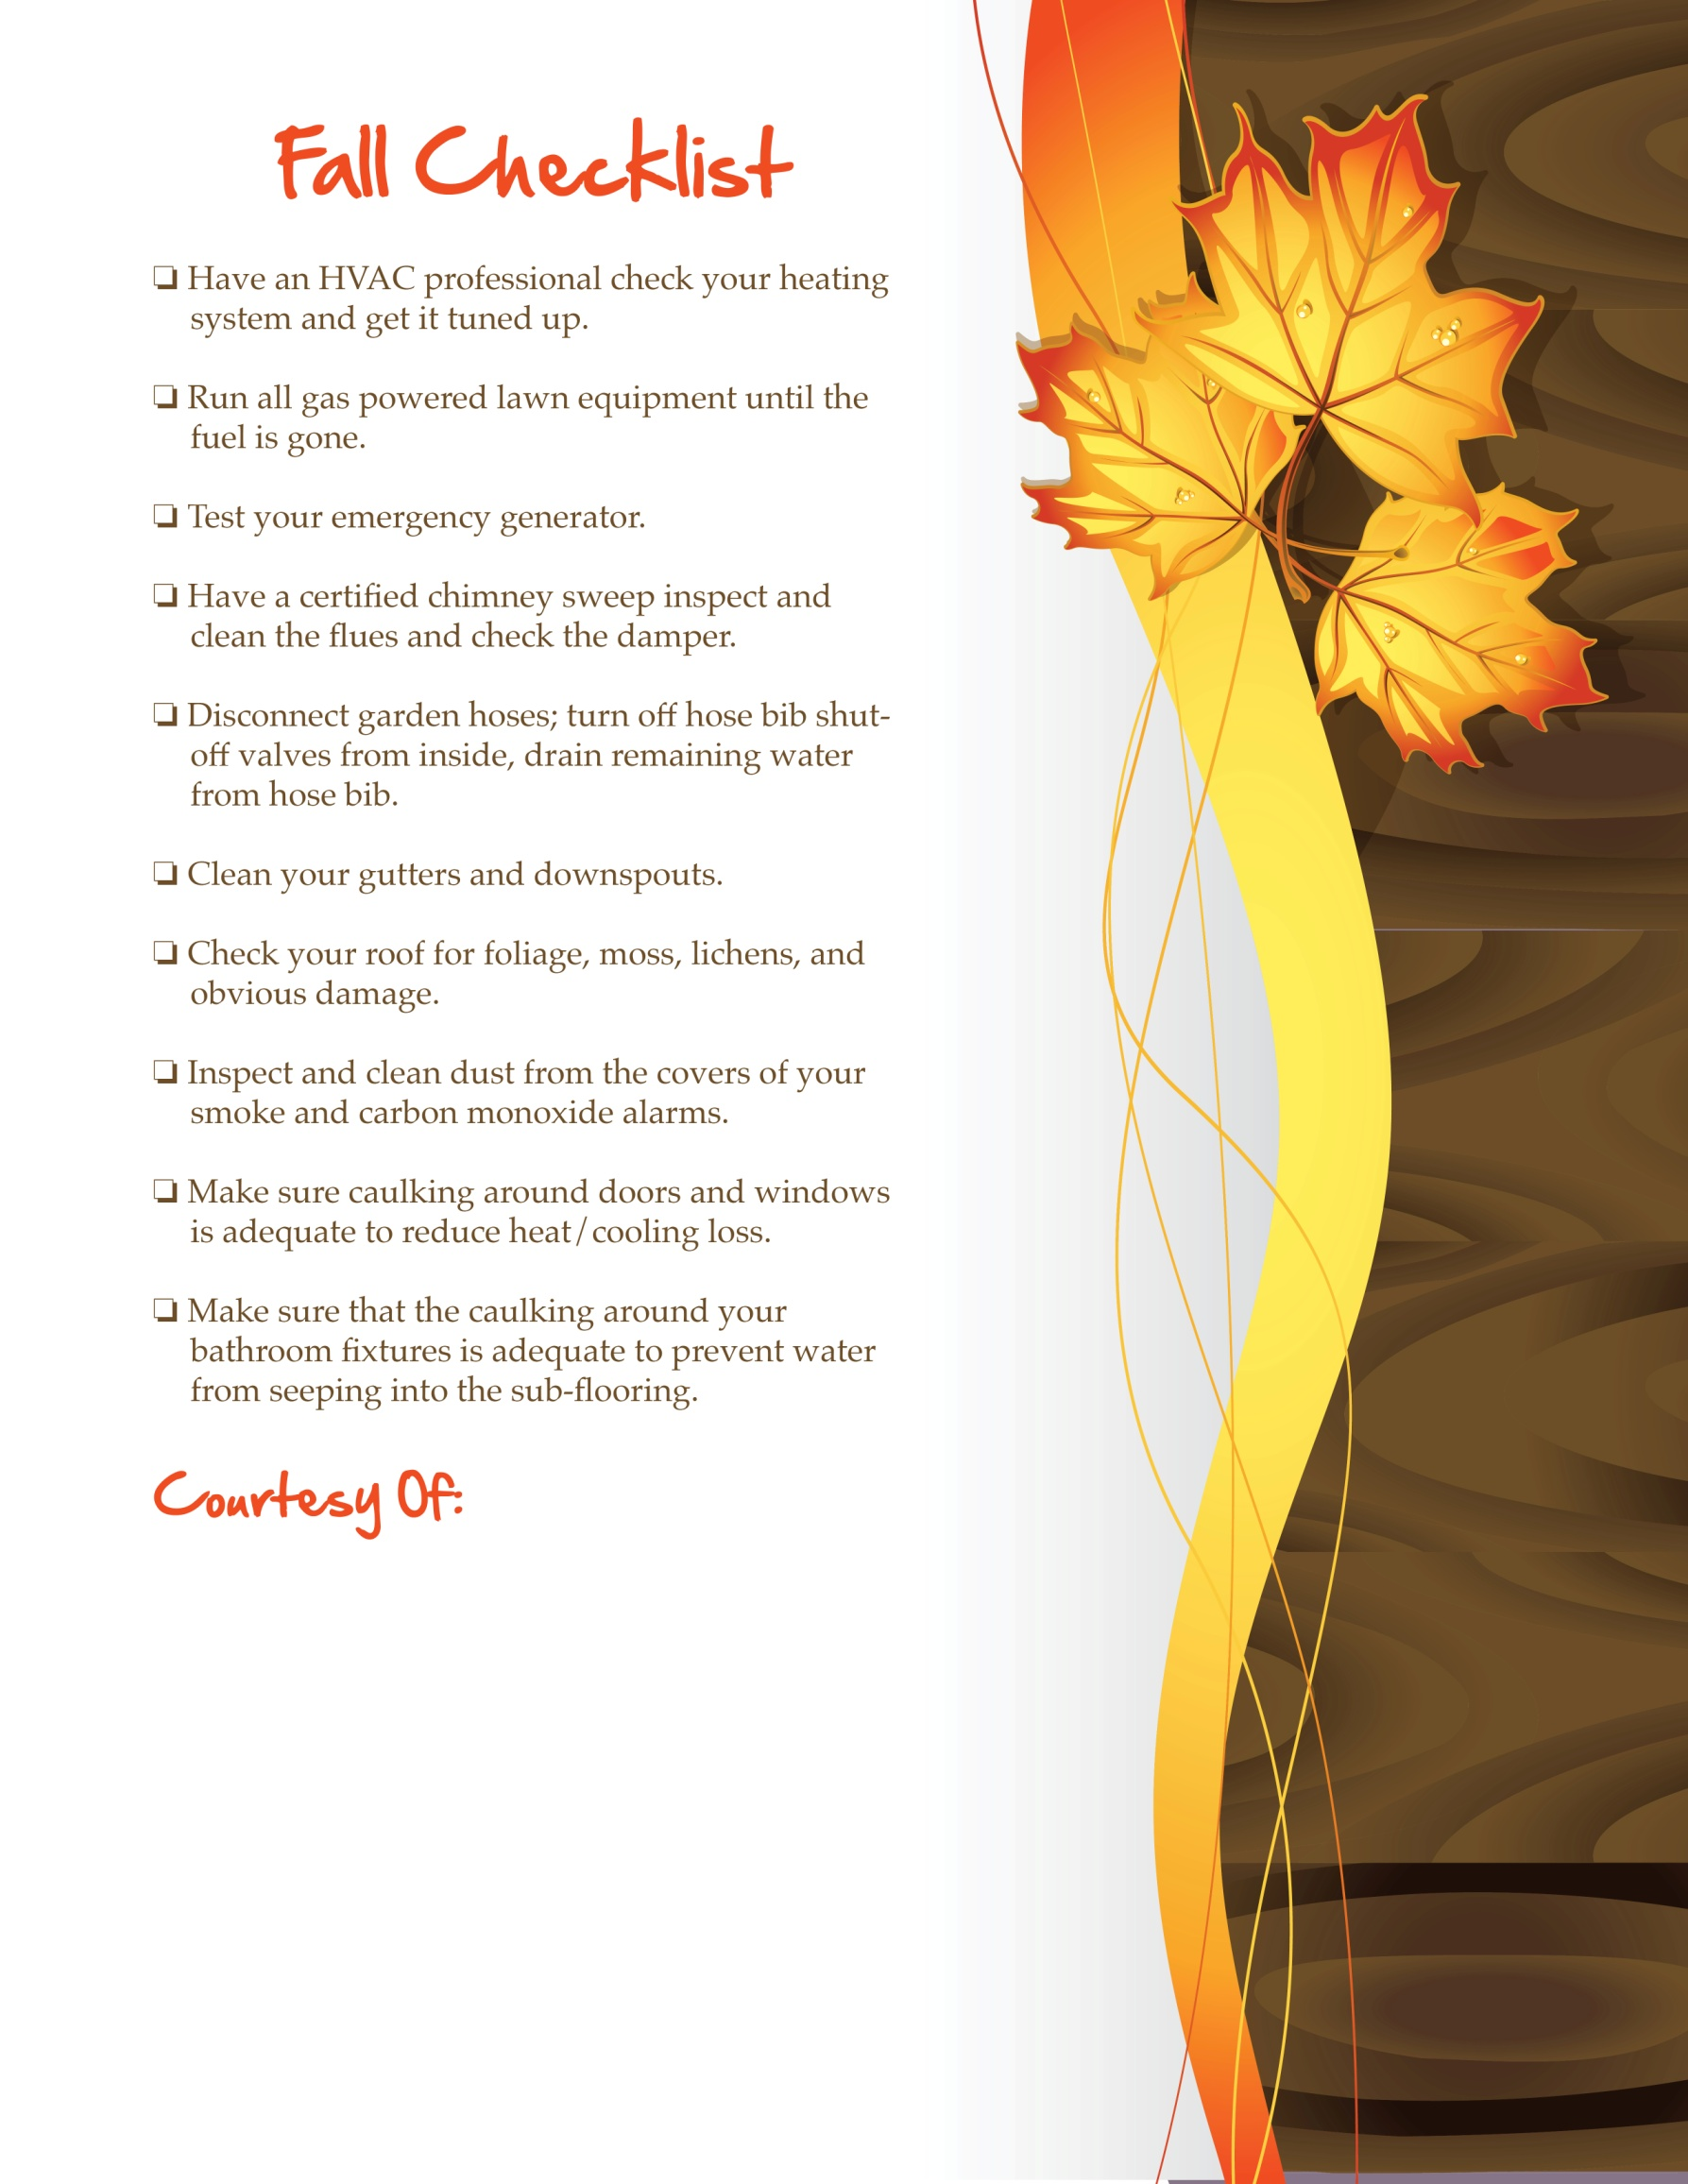 Fall Checklist
❏ Have an HVAC professional check your heating
system and get it tuned up.
❏ Run all gas powered lawn equipment until the
fuel is gone.
❏ Test your emergency generator.
❏ Have a certified chimney sweep inspect and
clean the flues and check the damper.
❏ Disconnect garden hoses; turn off hose bib shut-
off valves from inside, drain remaining water
from hose bib.
❏ Clean your gutters and downspouts.
❏ Check your roof for foliage, moss, lichens, and
obvious damage.
❏ Inspect and clean dust from the covers of your
smoke and carbon monoxide alarms.
❏ Make sure caulking around doors and windows
is adequate to reduce heat/cooling loss.
❏ Make sure that the caulking around your
bathroom fixtures is adequate to prevent water
from seeping into the sub-flooring.
Courtesy Of: